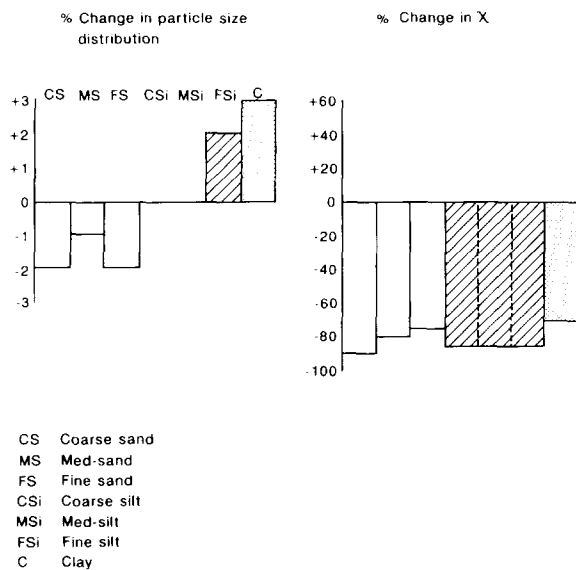 % Change in particle size
distribution
CS MS FS CSi MSi FSi C
+3
+2
+1
0
-1
-2
-3
% Change in χ
+60
+40
+20
0
-20
-40
-60
-80
-100
CS Coarse sand
MS Med-sand
FS Fine sand
CSi Coarse silt
MSi Med-silt
FSi Fine silt
C Clay